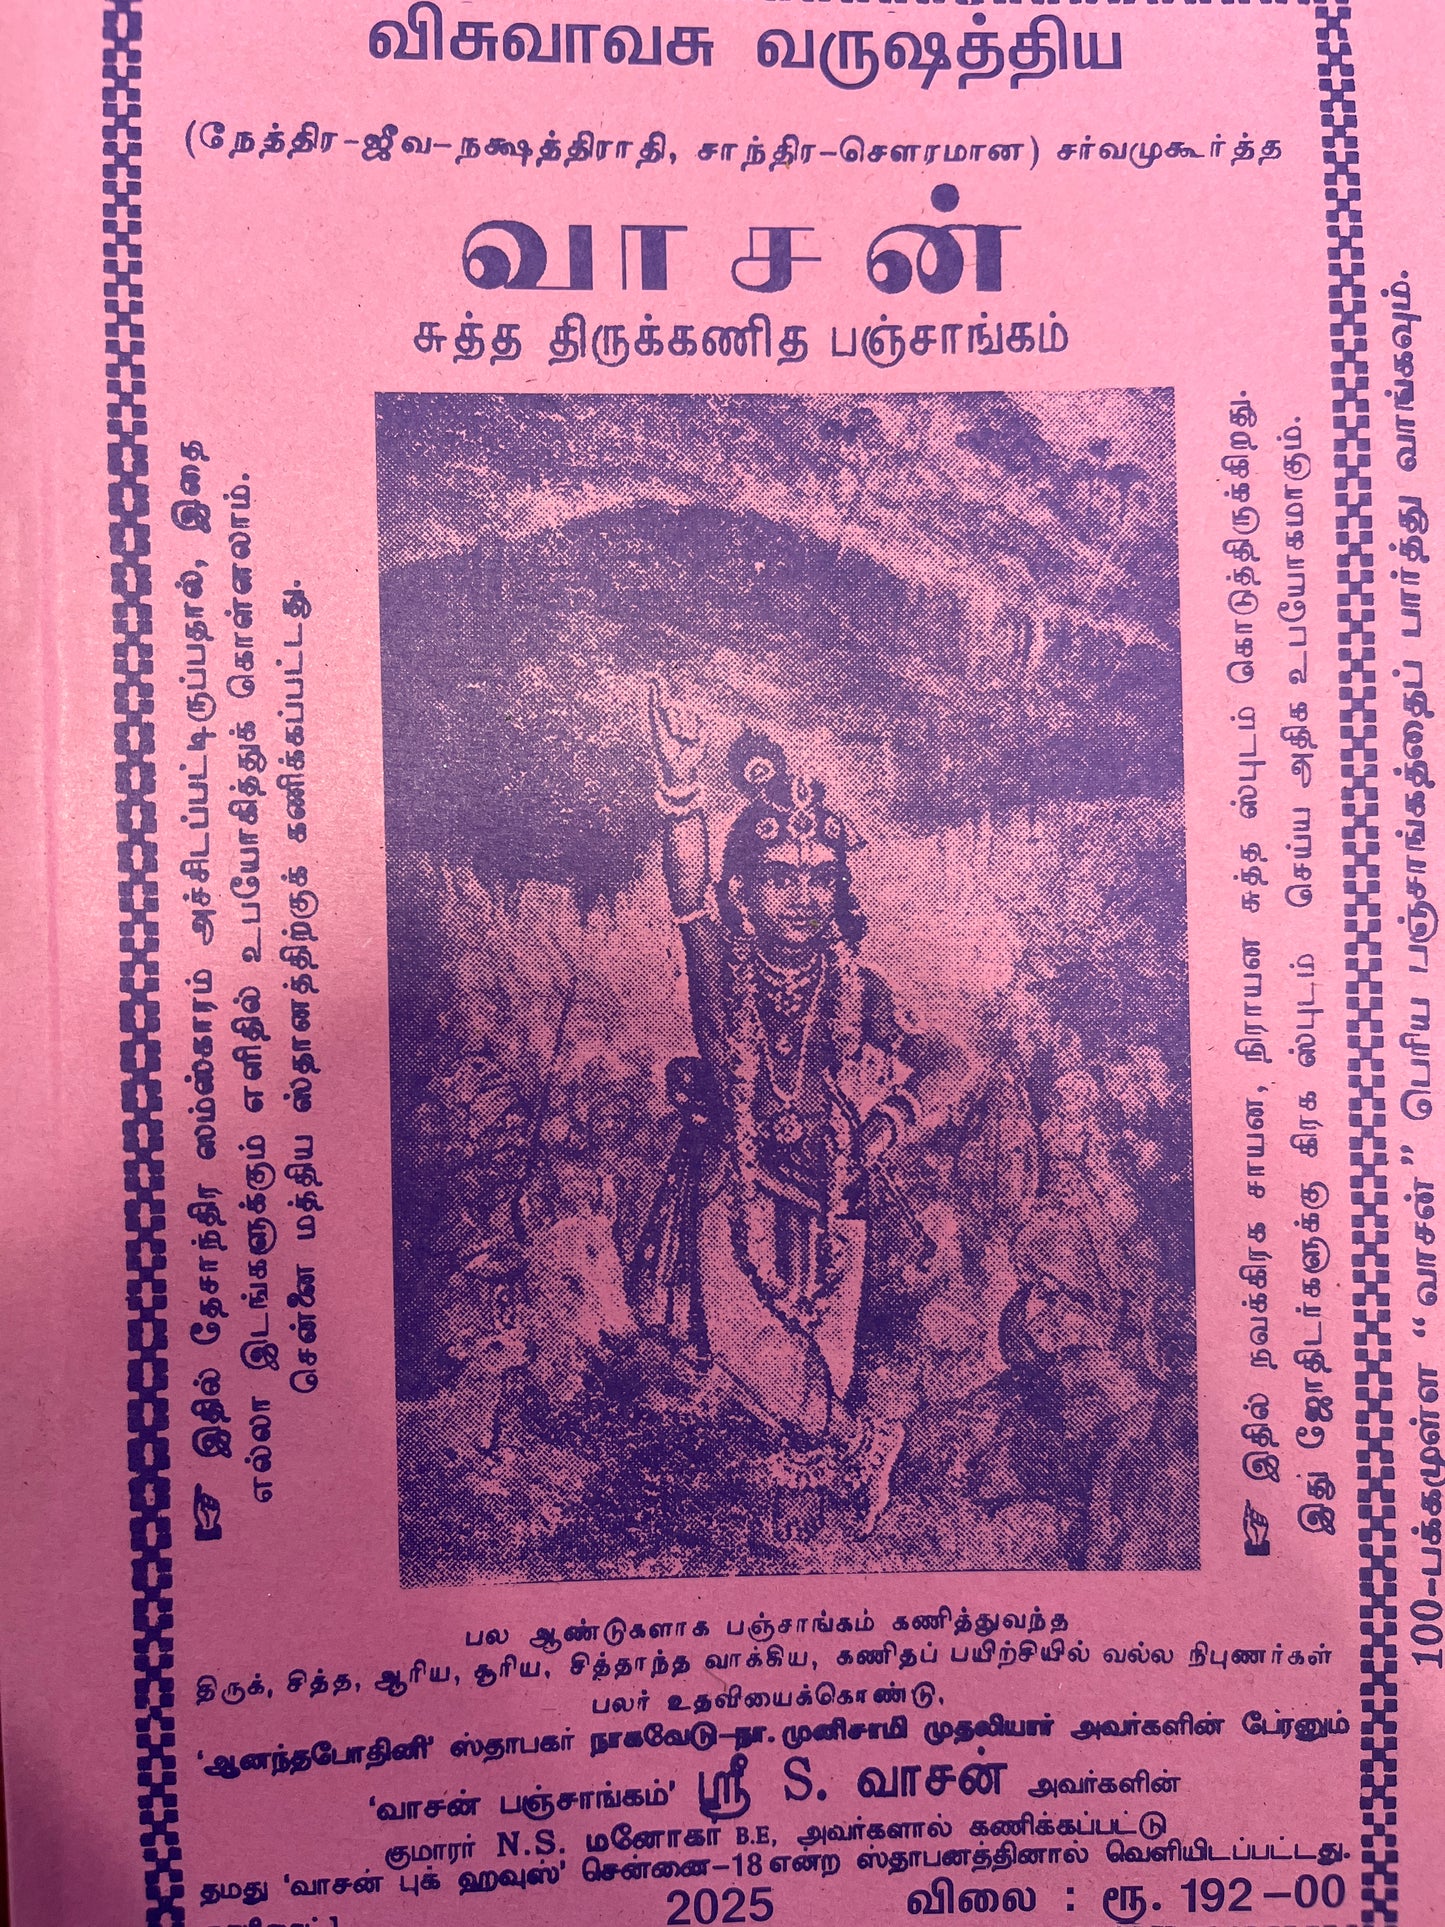 விசுவாவசு வருஷத்திய
(நேத்திர-ஜீவ-நக்ஷத்திராதி, சாந்திர-சௌரமான) சர்வமுகூர்த்த
வாசன்
சுத்த திருக்கணித பஞ்சாங்கம்
☞ இதில் தேசாந்திர ஸம்ஸ்காரம் அச்சிடப்பட்டிருப்பதால், இதை
எல்லா இடங்களுக்கும் எளிதில் உபயோகித்துக் கொள்ளலாம்.
சென்னை மத்திய ஸ்தானத்திற்குக் கணிக்கப்பட்டது.
☞ இதில் நவக்கிரக சாயன, நிராயன சுத்த ஸ்புடம் கொடுத்திருக்கிறது.
இது ஜோதிடர்களுக்கு கிரக ஸ்புடம் செய்ய அதிக உபயோகமாகும்.
100-பக்கமுள்ள “வாசன்” பெரிய பஞ்சாங்கத்தைப் பார்த்து வாங்கவும்.
பல ஆண்டுகளாக பஞ்சாங்கம் கணித்துவந்த
திருக், சித்த, ஆரிய, சூரிய, சித்தாந்த வாக்கிய, கணிதப் பயிற்சியில் வல்ல நிபுணர்கள்
பலர் உதவியைக்கொண்டு,
‘ஆனந்தபோதினி’ ஸ்தாபகர் நாகவேடு-நா. முனிசாமி முதலியார் அவர்களின் பேரனும்
‘வாசன் பஞ்சாங்கம்’ ஸ்ரீ S. வாசன் அவர்களின்
குமாரர் N.S. மனோகர் B.E, அவர்களால் கணிக்கப்பட்டு
தமது ‘வாசன் புக் ஹவுஸ்’ சென்னை-18 என்ற ஸ்தாபனத்தினால் வெளியிடப்பட்டது.
2025 விலை : ரூ. 192-00